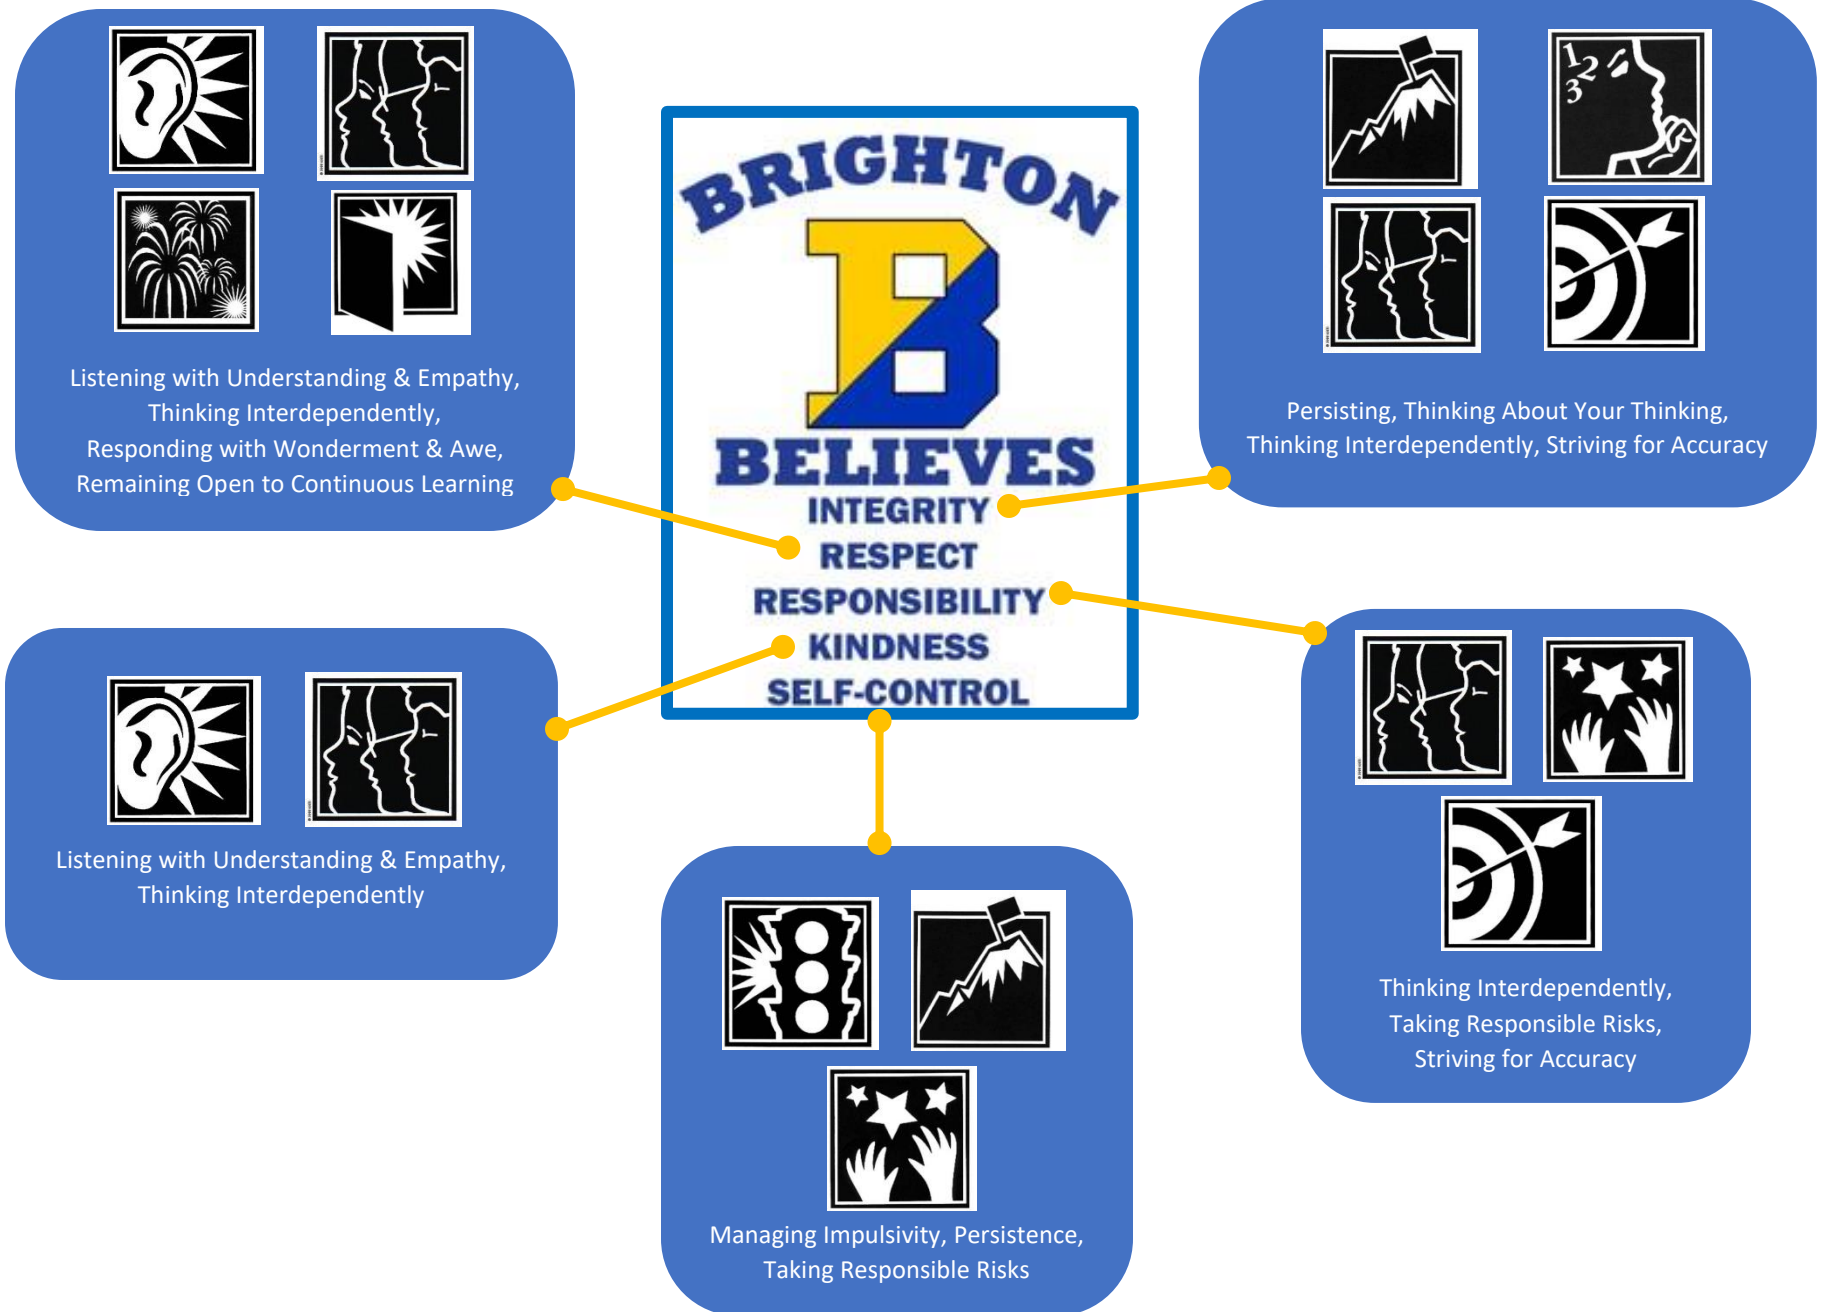 Listening with Understanding & Empathy,
Thinking Interdependently,
Responding with Wonderment & Awe,
Remaining Open to Continuous Learning
BRIGHTON
B
BELIEVES
INTEGRITY
RESPECT
RESPONSIBILITY
KINDNESS
SELF-CONTROL
1
2
3
Persisting, Thinking About Your Thinking,
Thinking Interdependently, Striving for Accuracy
Listening with Understanding & Empathy,
Thinking Interdependently
Managing Impulsivity, Persistence,
Taking Responsible Risks
Thinking Interdependently,
Taking Responsible Risks,
Striving for Accuracy